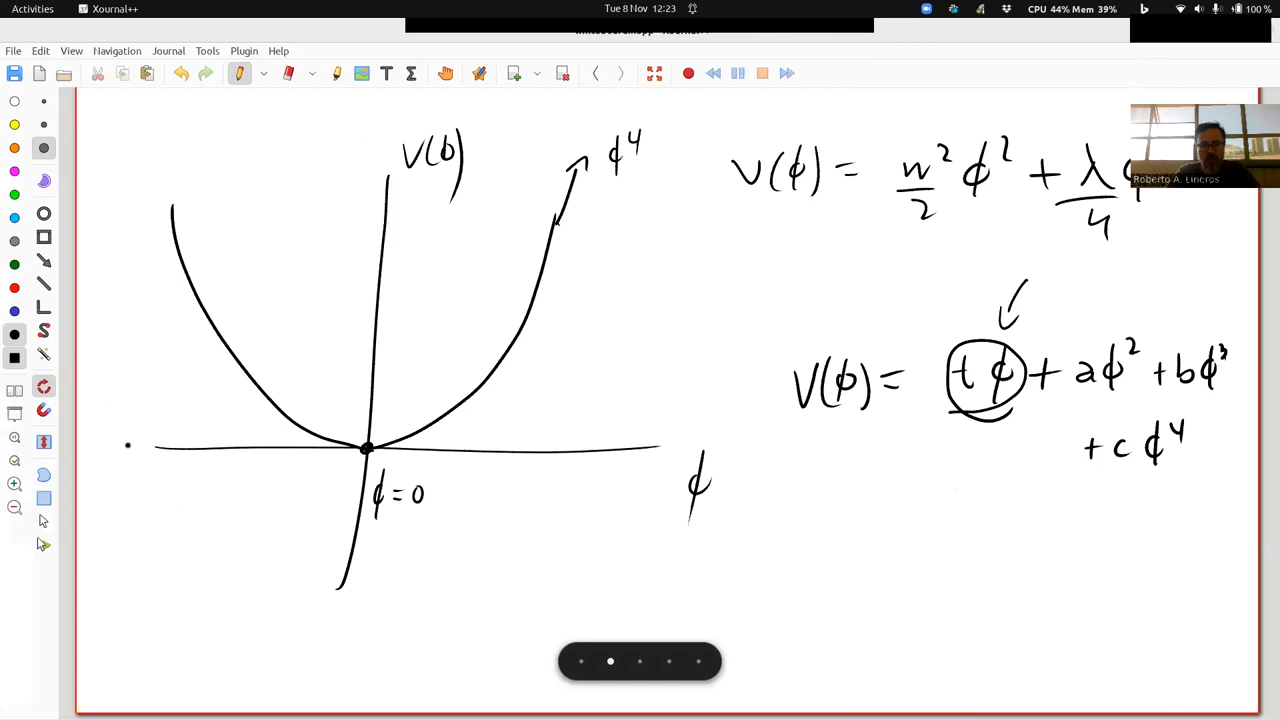 Activities Xournal++ Tue 8 Nov 12:23 CPU 44% Mem 39% 100 %
File Edit View Navigation Journal Tools Plugin Help
V(ϕ)
ϕ⁴
V(ϕ) = m²/2 ϕ² + λ/4
Roberto A. Lineros
V(ϕ) = tϕ + aϕ² + bϕ³
+ cϕ⁴
ϕ = 0
ϕ